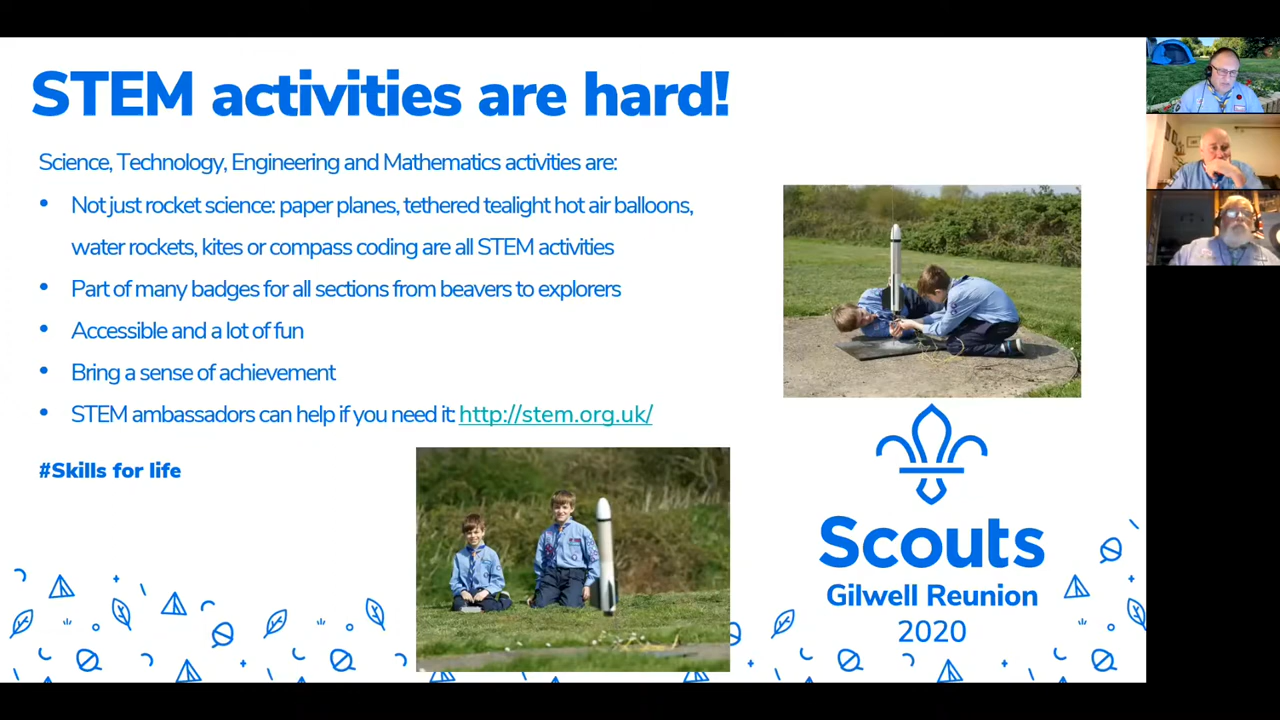 STEM activities are hard!
Science, Technology, Engineering and Mathematics activities are:
• Not just rocket science: paper planes, tethered tealight hot air balloons,
water rockets, kites or compass coding are all STEM activities
• Part of many badges for all sections from beavers to explorers
• Accessible and a lot of fun
• Bring a sense of achievement
• STEM ambassadors can help if you need it: http://stem.org.uk/
#Skills for life
Scouts
Gilwell Reunion
2020